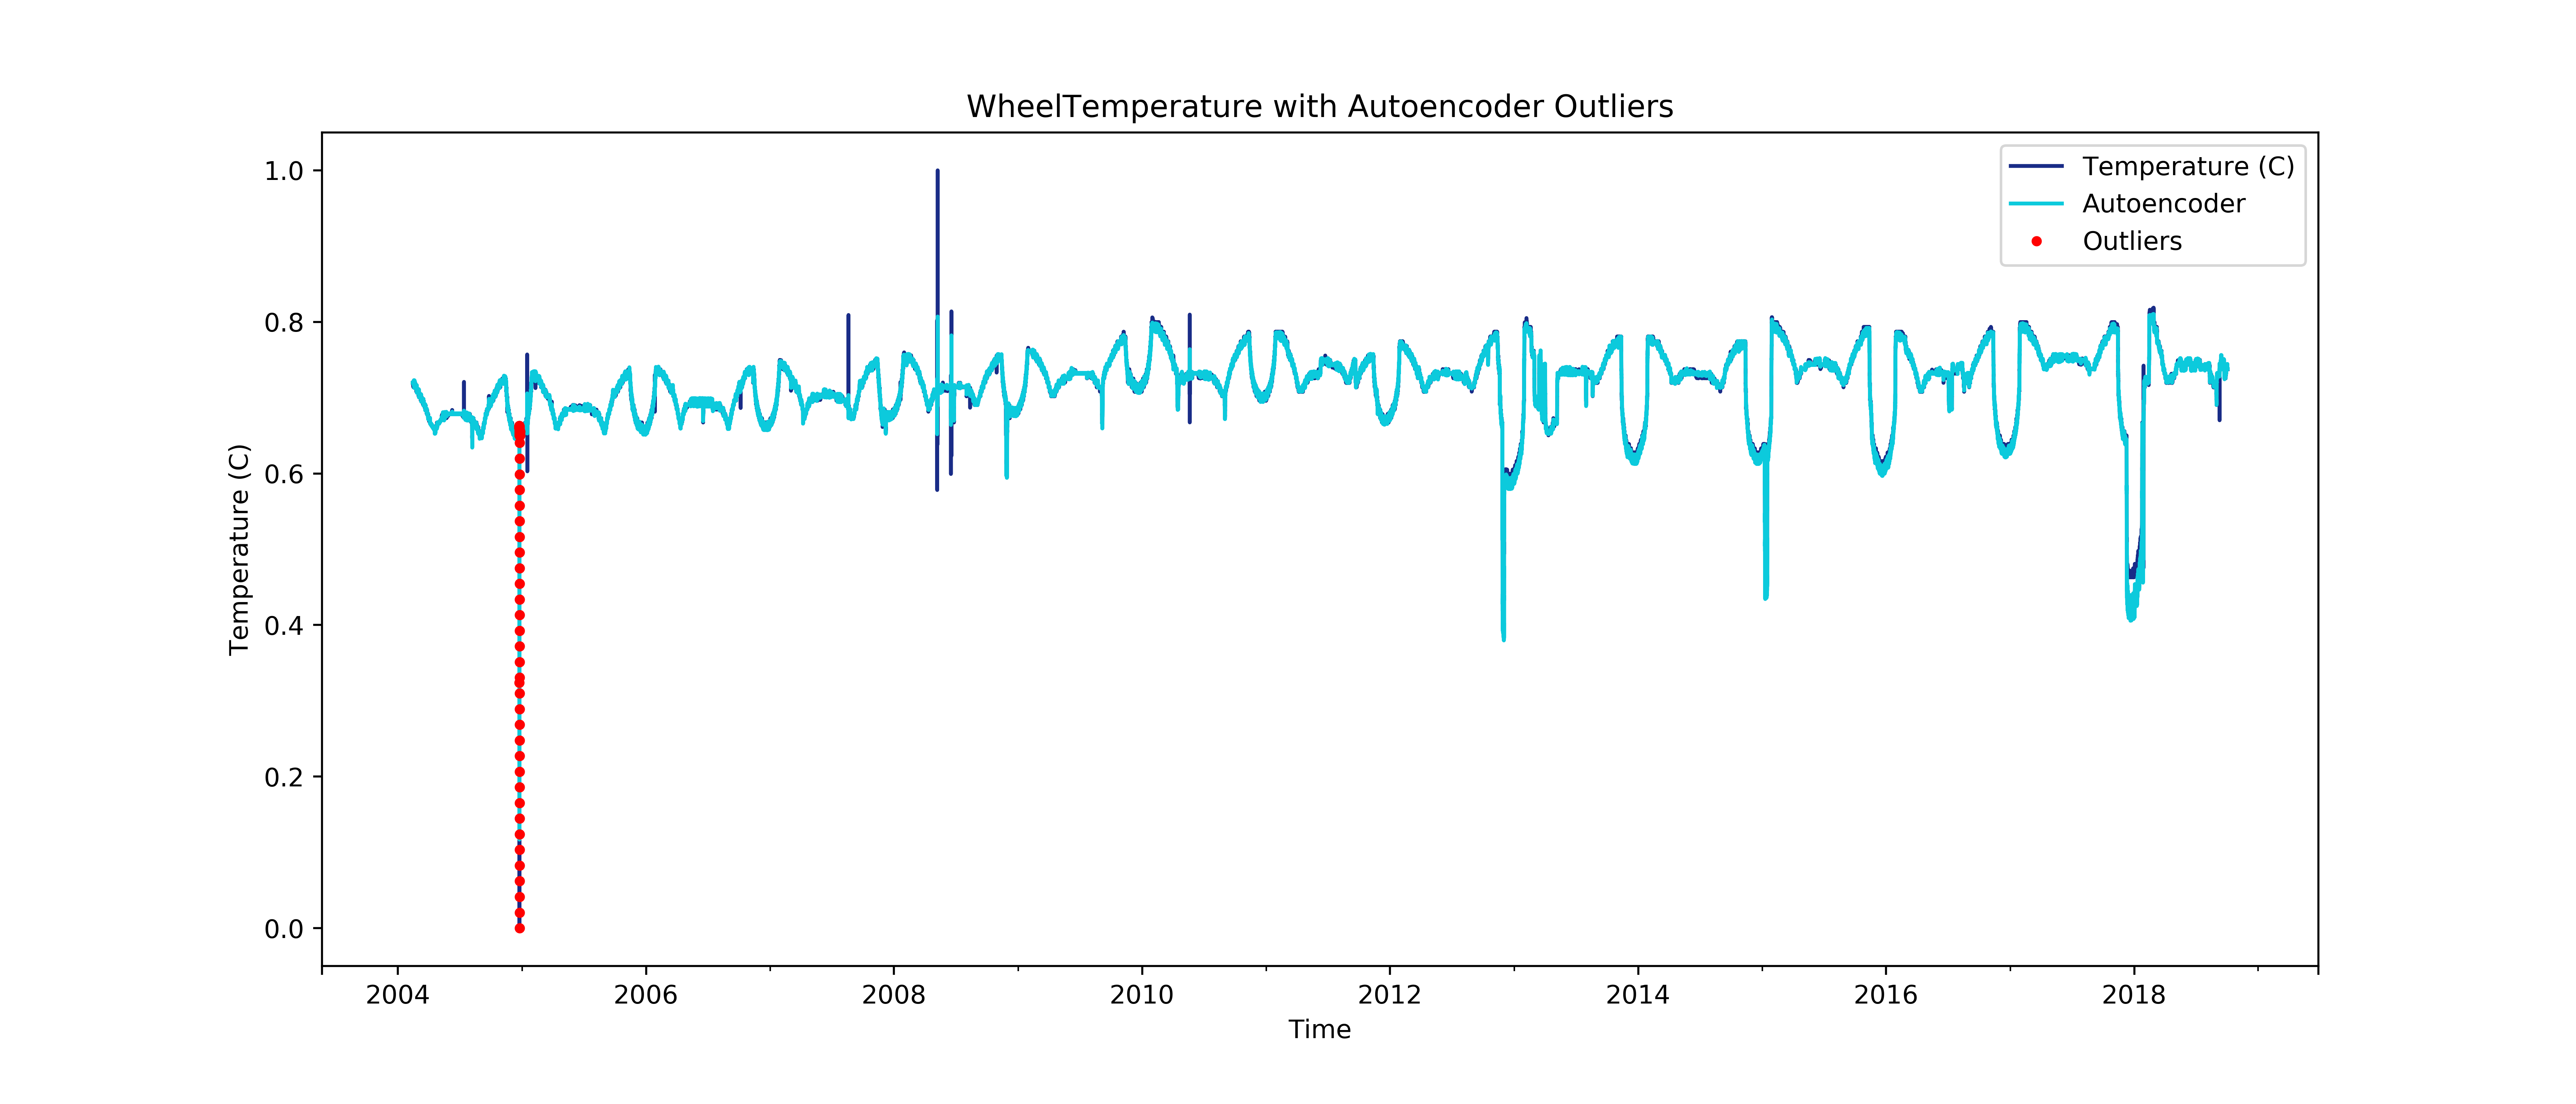 WheelTemperature with Autoencoder Outliers
Temperature (C)
Autoencoder
Outliers
1.0
0.8
0.6
0.4
0.2
0.0
Temperature (C)
2004 2006 2008 2010 2012 2014 2016 2018
Time